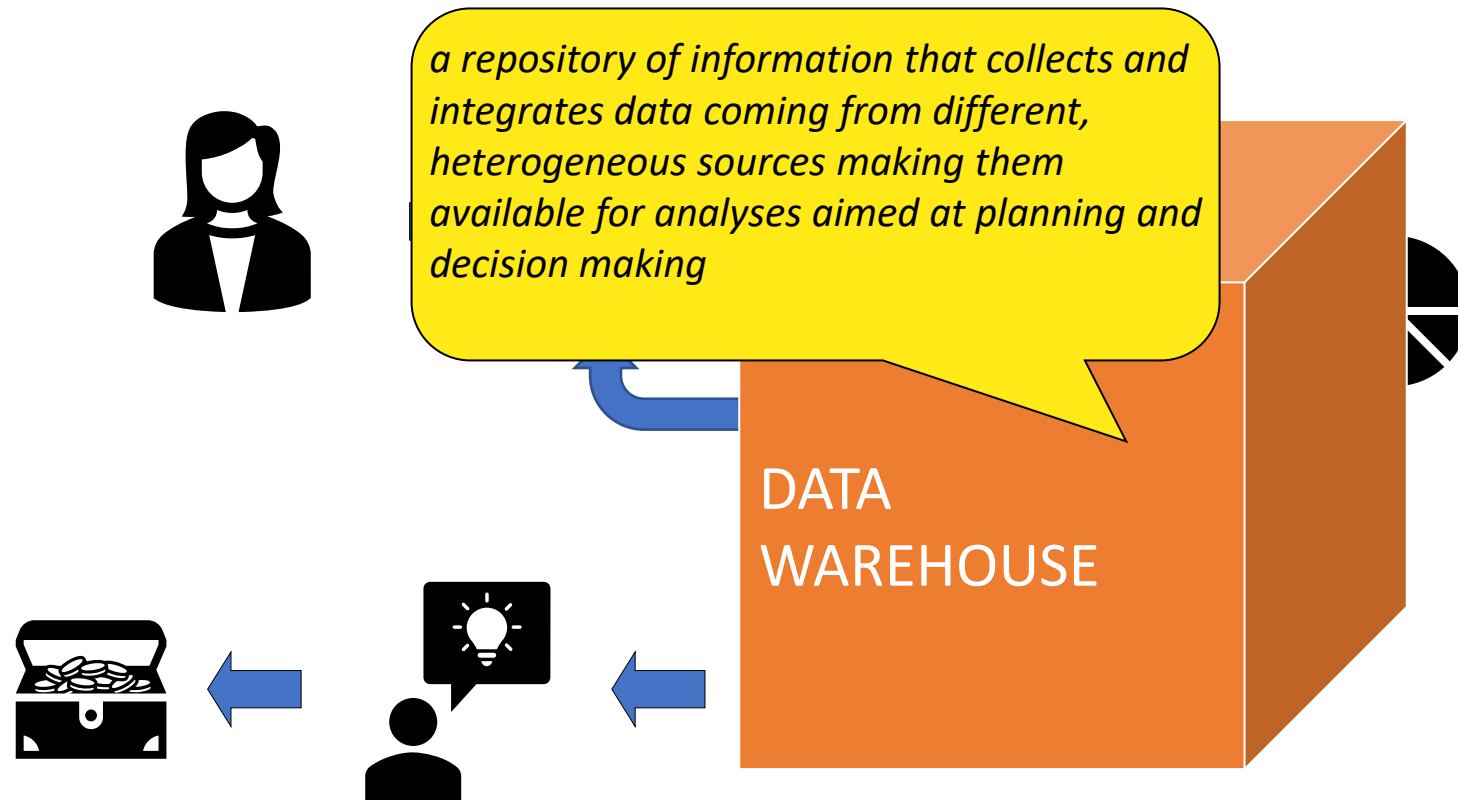 a repository of information that collects and
integrates data coming from different,
heterogeneous sources making them
available for analyses aimed at planning and
decision making
DATA
WAREHOUSE